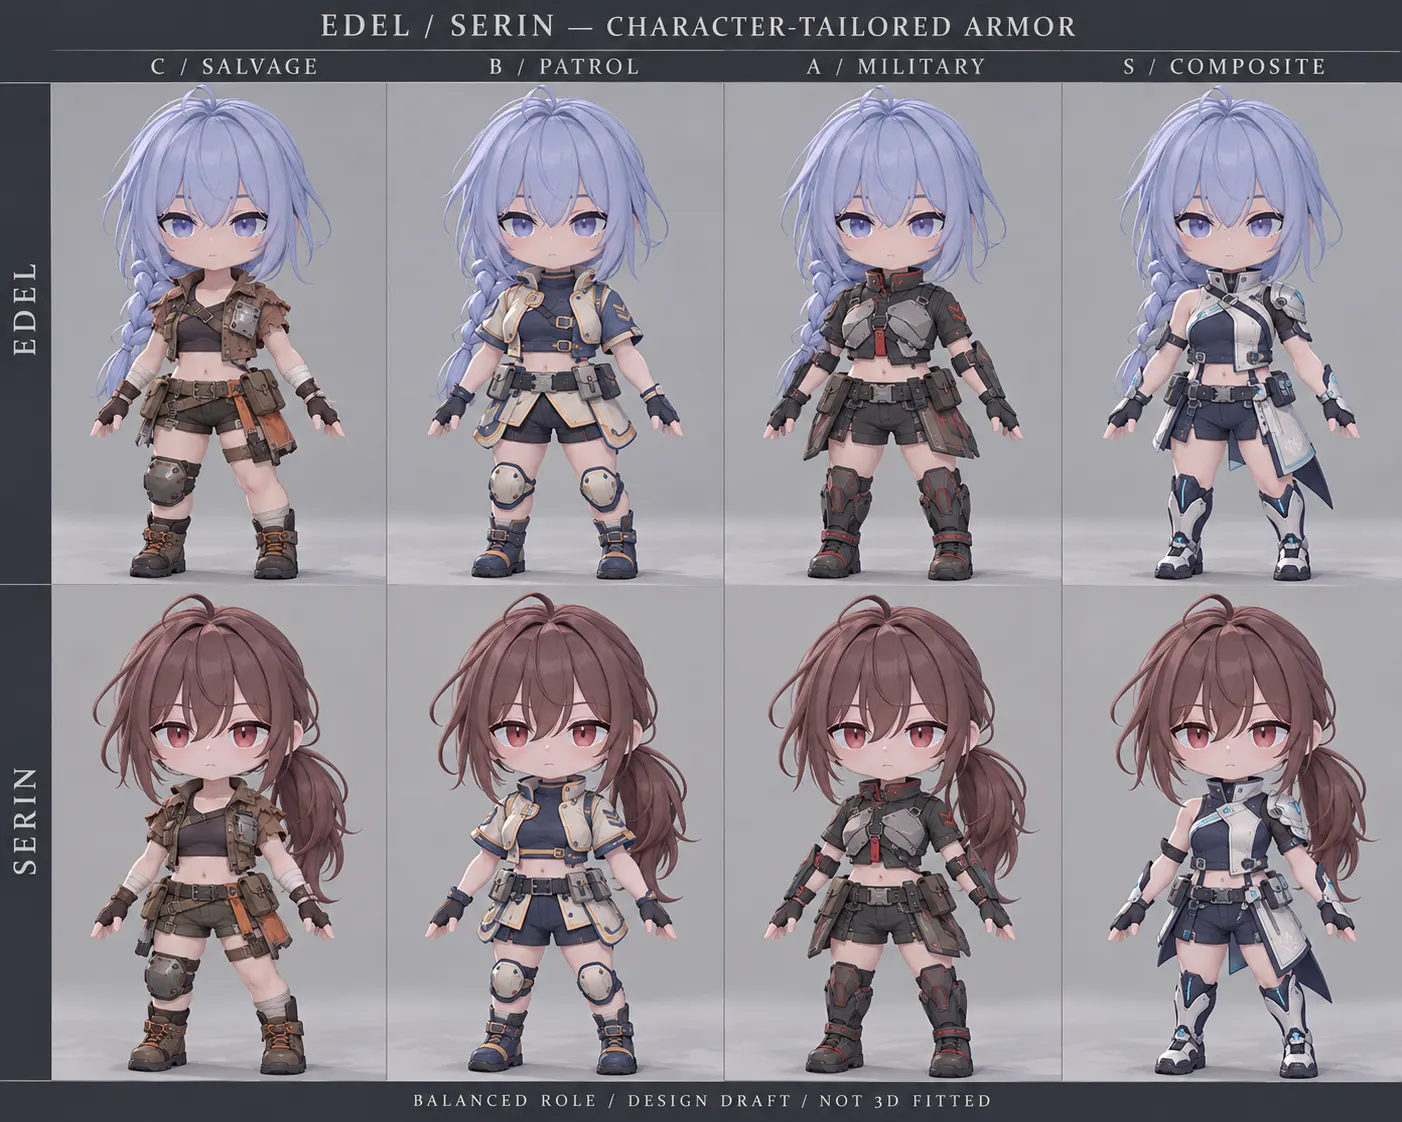 EDEL / SERIN — CHARACTER-TAILORED ARMOR
C / SALVAGE
B / PATROL
A / MILITARY
S / COMPOSITE
EDEL
SERIN
BALANCED ROLE / DESIGN DRAFT / NOT 3D FITTED